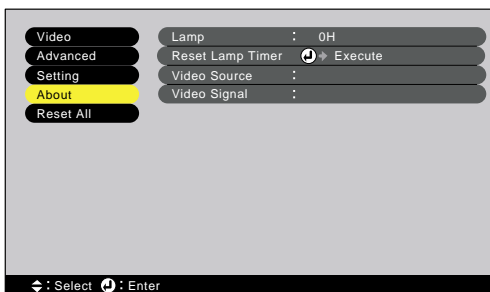 Video
Advanced
Setting
About
Reset All
Lamp : 0H
Reset Lamp Timer Execute
Video Source :
Video Signal :
: Select : Enter